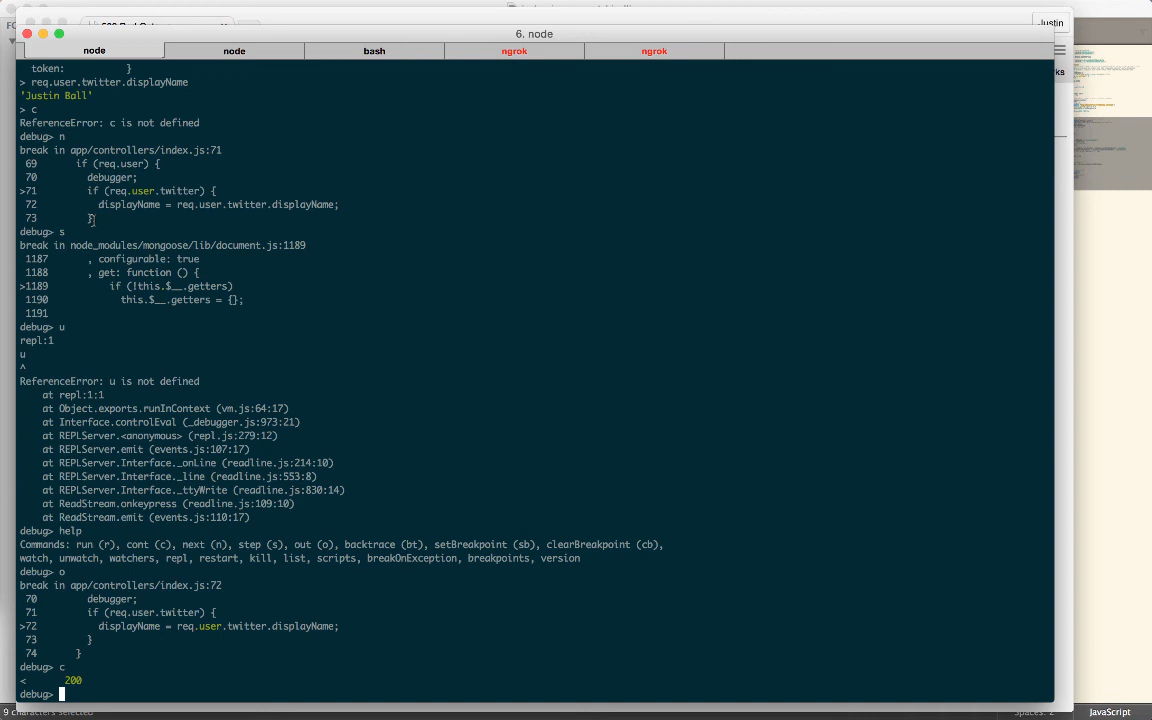 Justin
6. node
node
node
bash
ngrok
ngrok
token:            }
> req.user.twitter.displayName
'Justin Ball'
> c
ReferenceError: c is not defined
debug> n
break in app/controllers/index.js:71
 69       if (req.user) {
 70         debugger;
>71         if (req.user.twitter) {
 72           displayName = req.user.twitter.displayName;
 73         }
debug> s
break in node_modules/mongoose/lib/document.js:1189
 1187       , configurable: true
 1188       , get: function () {
>1189           if (!this.$__.getters)
 1190             this.$__.getters = {};
 1191
debug> u
repl:1
u
^
ReferenceError: u is not defined
    at repl:1:1
    at Object.exports.runInContext (vm.js:64:17)
    at Interface.controlEval (_debugger.js:973:21)
    at REPLServer.<anonymous> (repl.js:279:12)
    at REPLServer.emit (events.js:107:17)
    at REPLServer.Interface._onLine (readline.js:214:10)
    at REPLServer.Interface._line (readline.js:553:8)
    at REPLServer.Interface._ttyWrite (readline.js:830:14)
    at ReadStream.onkeypress (readline.js:109:10)
    at ReadStream.emit (events.js:110:17)
debug> help
Commands: run (r), cont (c), next (n), step (s), out (o), backtrace (bt), setBreakpoint (sb), clearBreakpoint (cb),
watch, unwatch, watchers, repl, restart, kill, list, scripts, breakOnException, breakpoints, version
debug> o
break in app/controllers/index.js:72
 70         debugger;
 71         if (req.user.twitter) {
>72           displayName = req.user.twitter.displayName;
 73         }
 74       }
debug> c
<       200
debug>
9 characters selected
Spaces: 2
JavaScript